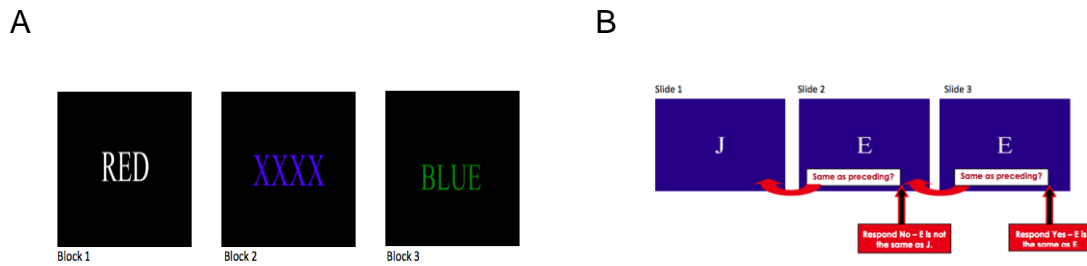 A
B
RED
Block 1
XXXX
Block 2
BLUE
Block 3
Slide 1
J
Slide 2
E
Same as preceding?
Slide 3
E
Same as preceding?
Respond No – E is not
the same as J.
Respond Yes – E is
the same as E.